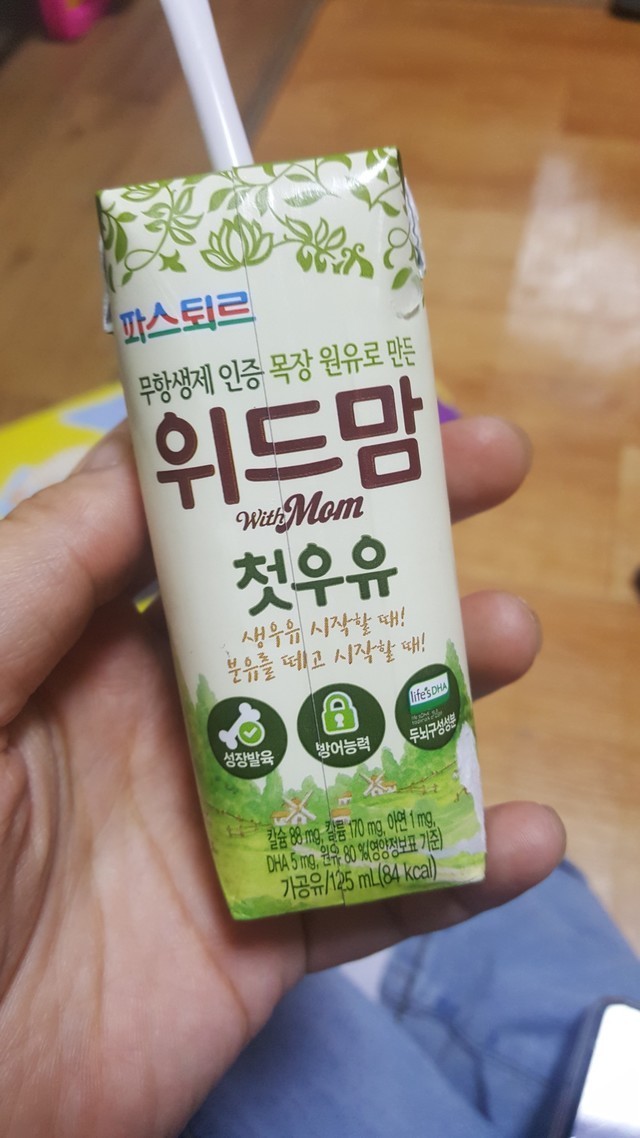 파스퇴르
무항생제 인증 목장 원유로 만든
위드맘
With Mom
첫우유
생우유 시작할 때!
분유를 떼고 시작할 때!
성장발육
방어능력
life'sDHA
두뇌구성성분
칼슘 88 mg, 칼륨 170 mg, 아연 1 mg,
DHA 5 mg, 원유 80 %(영양정보표 기준)
가공유/125 mL(84 kcal)